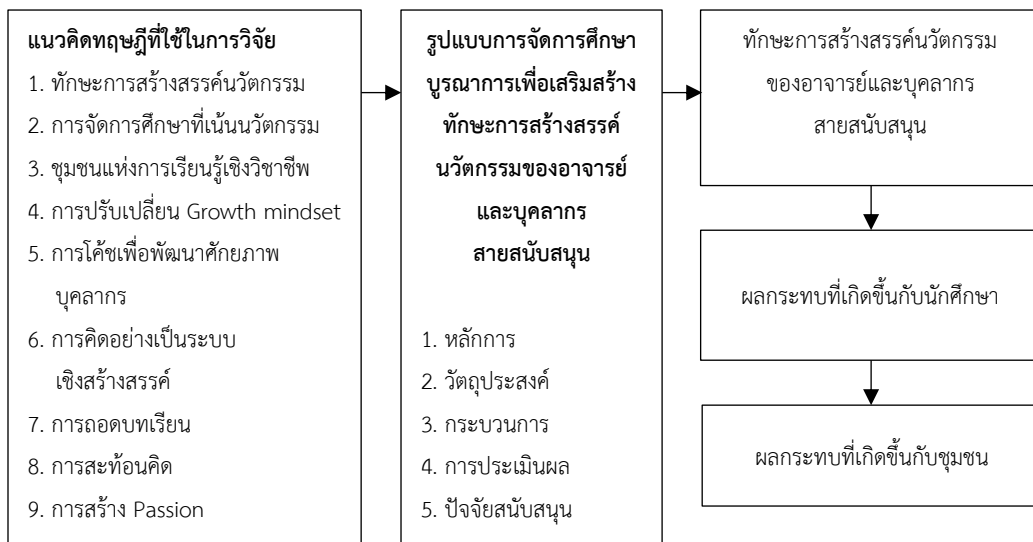 แนวคิดทฤษฎีที่ใช้ในการวิจัย
1. ทักษะการสร้างสรรค์นวัตกรรม
2. การจัดการศึกษาที่เน้นนวัตกรรม
3. ชุมชนแห่งการเรียนรู้เชิงวิชาชีพ
4. การปรับเปลี่ยน Growth mindset
5. การโค้ชเพื่อพัฒนาศักยภาพ
บุคลากร
6. การคิดอย่างเป็นระบบ
เชิงสร้างสรรค์
7. การถอดบทเรียน
8. การสะท้อนคิด
9. การสร้าง Passion
รูปแบบการจัดการศึกษา
บูรณาการเพื่อเสริมสร้าง
ทักษะการสร้างสรรค์
นวัตกรรมของอาจารย์
และบุคลากร
สายสนับสนุน
1. หลักการ
2. วัตถุประสงค์
3. กระบวนการ
4. การประเมินผล
5. ปัจจัยสนับสนุน
ทักษะการสร้างสรรค์นวัตกรรม
ของอาจารย์และบุคลากร
สายสนับสนุน
ผลกระทบที่เกิดขึ้นกับนักศึกษา
ผลกระทบที่เกิดขึ้นกับชุมชน